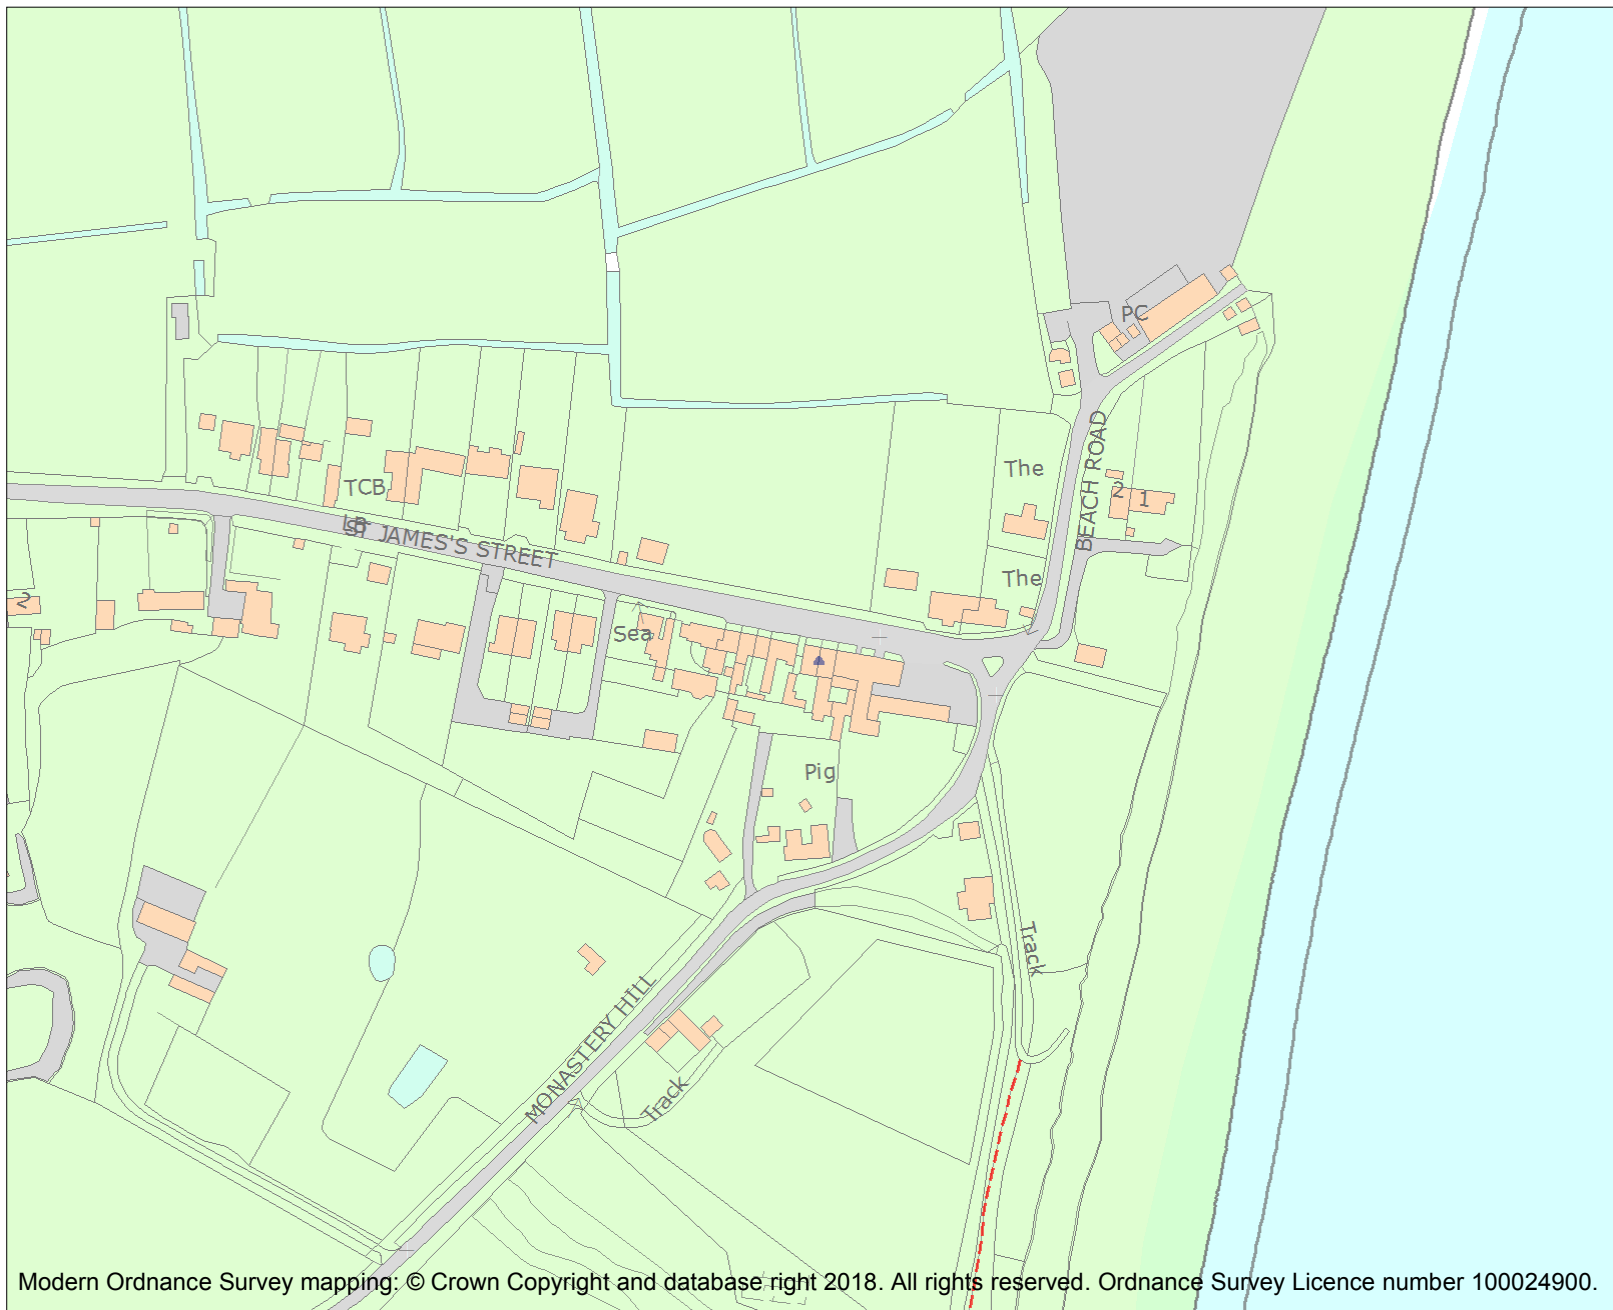 PC
BEACH ROAD
The
2
1
TCB
LB
ST JAMES'S STREET
The
2
Sea
Pig
Track
MONASTERY HILL
Track
Modern Ordnance Survey mapping: © Crown Copyright and database right 2018. All rights reserved. Ordnance Survey Licence number 100024900.